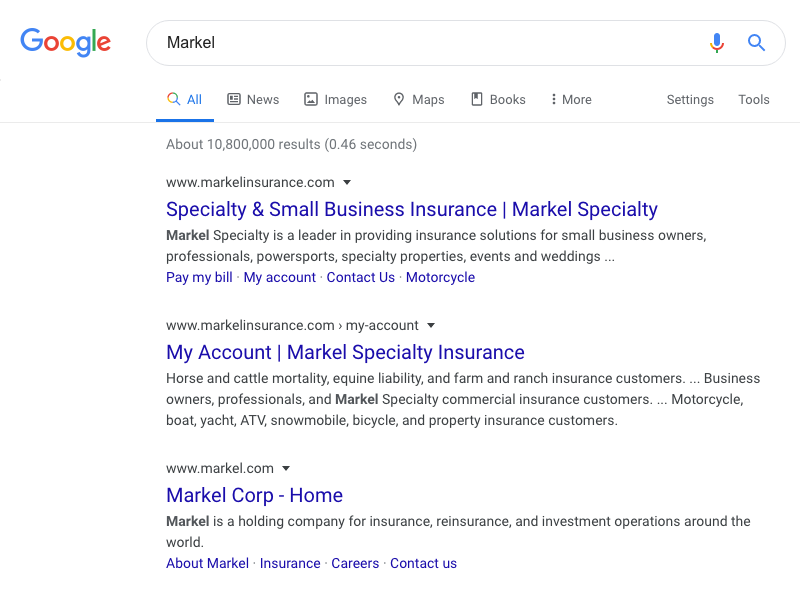 Google
Markel
All News Images Maps Books More Settings Tools
About 10,800,000 results (0.46 seconds)
www.markelinsurance.com
Specialty & Small Business Insurance | Markel Specialty
Markel Specialty is a leader in providing insurance solutions for small business owners,
professionals, powersports, specialty properties, events and weddings ...
Pay my bill · My account · Contact Us · Motorcycle
www.markelinsurance.com › my-account
My Account | Markel Specialty Insurance
Horse and cattle mortality, equine liability, and farm and ranch insurance customers. ... Business
owners, professionals, and Markel Specialty commercial insurance customers. ... Motorcycle,
boat, yacht, ATV, snowmobile, bicycle, and property insurance customers.
www.markel.com
Markel Corp - Home
Markel is a holding company for insurance, reinsurance, and investment operations around the
world.
About Markel · Insurance · Careers · Contact us